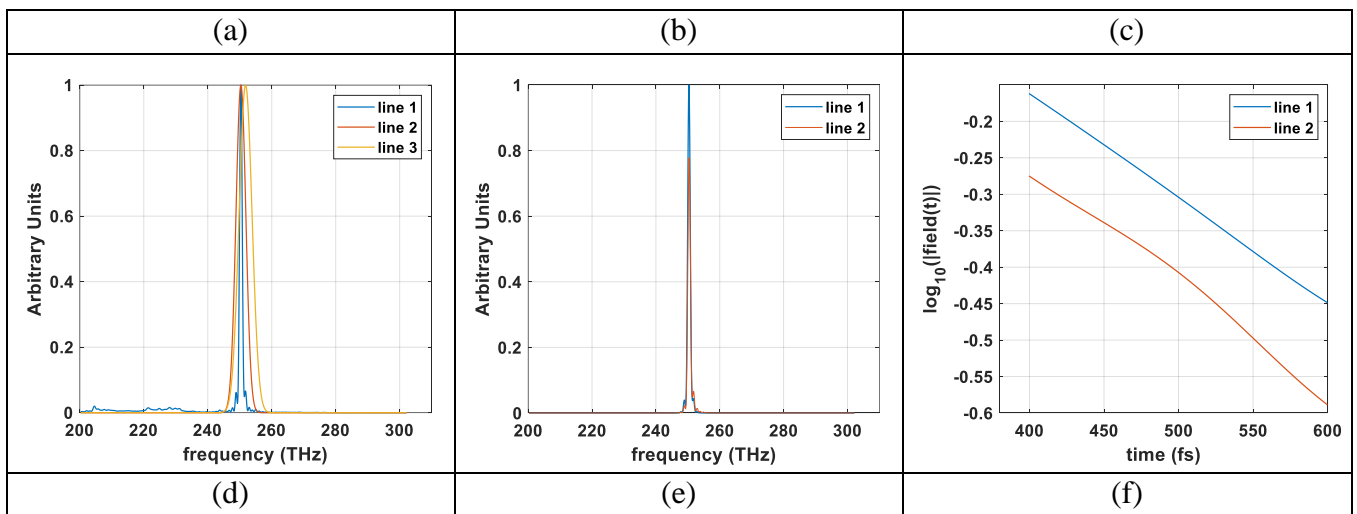 (a) (b) (c)
1
0.8
0.6
0.4
0.2
0
200 220 240 260 280 300
frequency (THz)
Arbitrary Units
line 1
line 2
line 3
1
0.8
0.6
0.4
0.2
0
200 220 240 260 280 300
frequency (THz)
Arbitrary Units
line 1
line 2
-0.2
-0.25
-0.3
-0.35
-0.4
-0.45
-0.5
-0.55
-0.6
400 450 500 550 600
time (fs)
log10(|field(t)|)
line 1
line 2
(d) (e) (f)